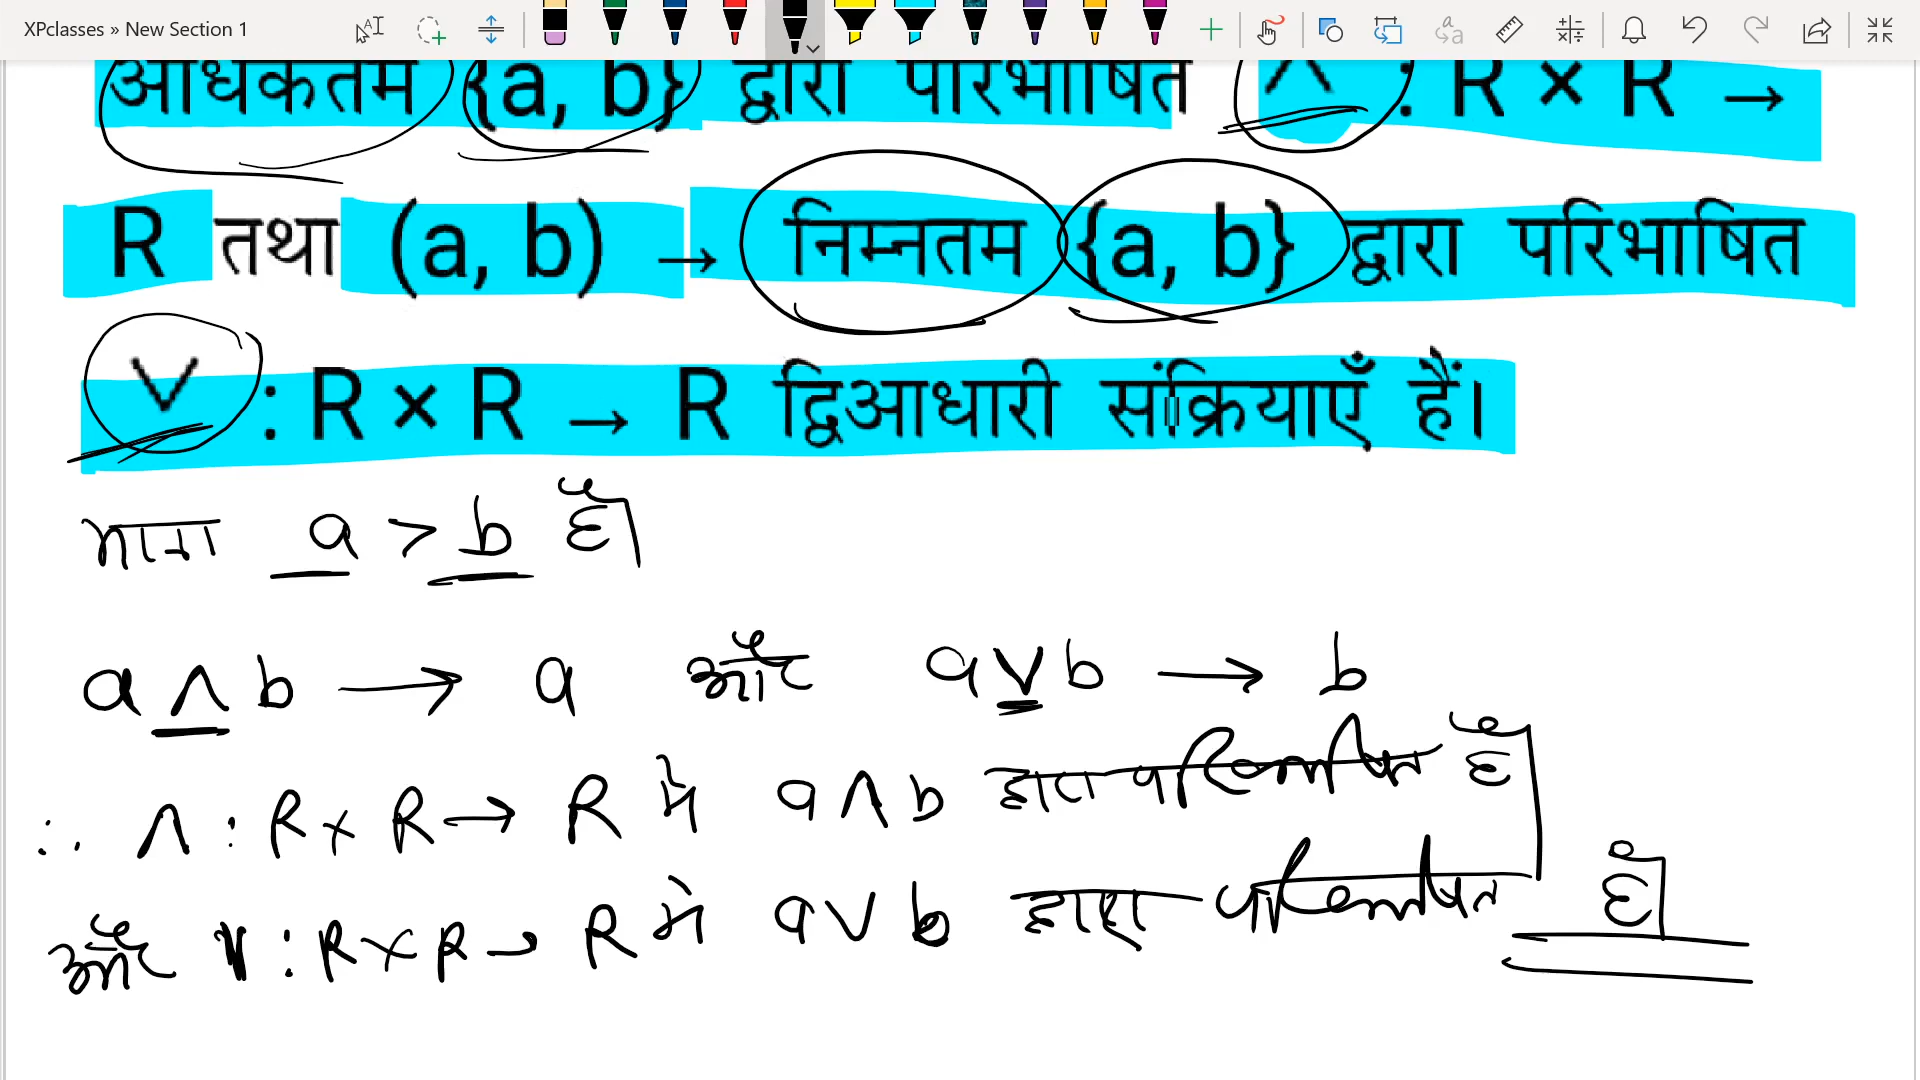 XPclasses » New Section 1
अधिकतम {a, b} द्वारा परिभाषित ∧ : R × R →
R तथा (a, b) → निम्नतम {a, b} द्वारा परिभाषित
∨ : R × R → R द्विआधारी संक्रियाएँ हैं।
माना a > b है।
a ∧ b → a और a ∨ b → b
∴ ∧ : R × R → R में a ∧ b द्वारा परिभाषित है
और ∨ : R × R → R में a ∨ b द्वारा परिभाषित है।